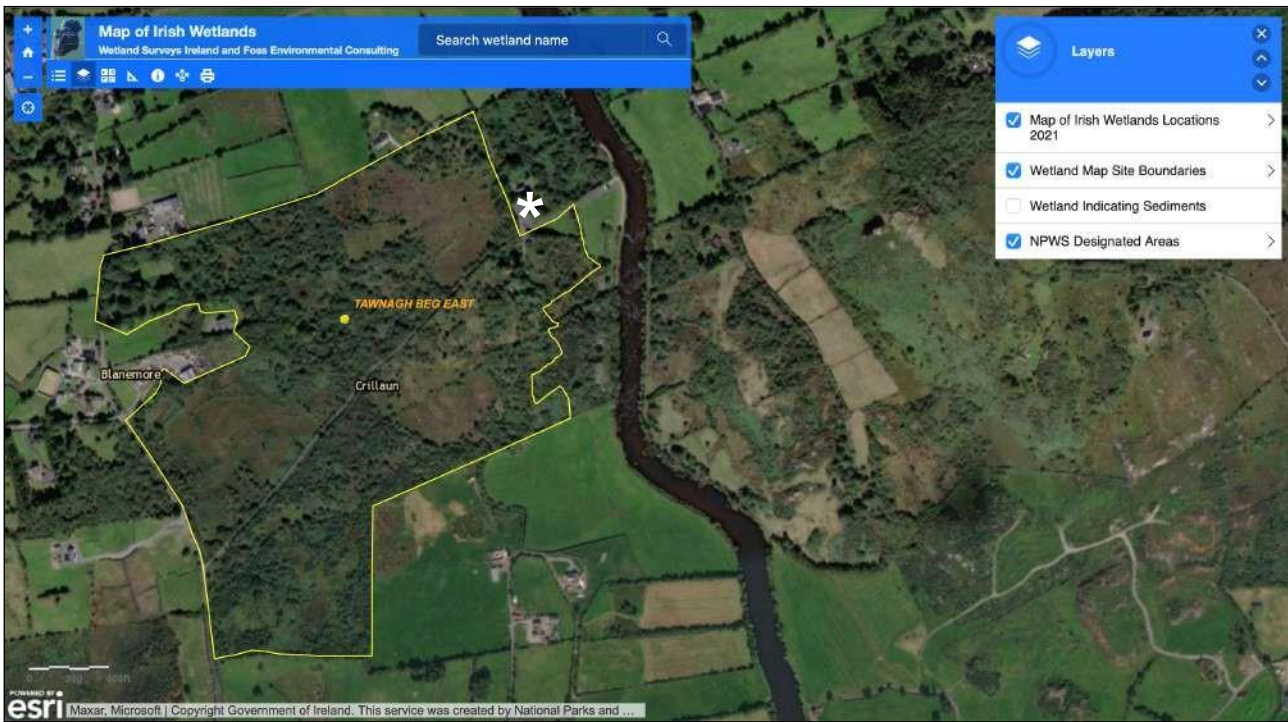 Map of Irish Wetlands
Wetland Surveys Ireland and Foss Environmental Consulting
Search wetland name
Layers
Map of Irish Wetlands Locations
2021
Wetland Map Site Boundaries
Wetland Indicating Sediments
NPWS Designated Areas
*
TAWNAGH BEG EAST
Blanemore
Crillaun
POWERED BY
esri
Maxar, Microsoft | Copyright Government of Ireland. This service was created by National Parks and ...